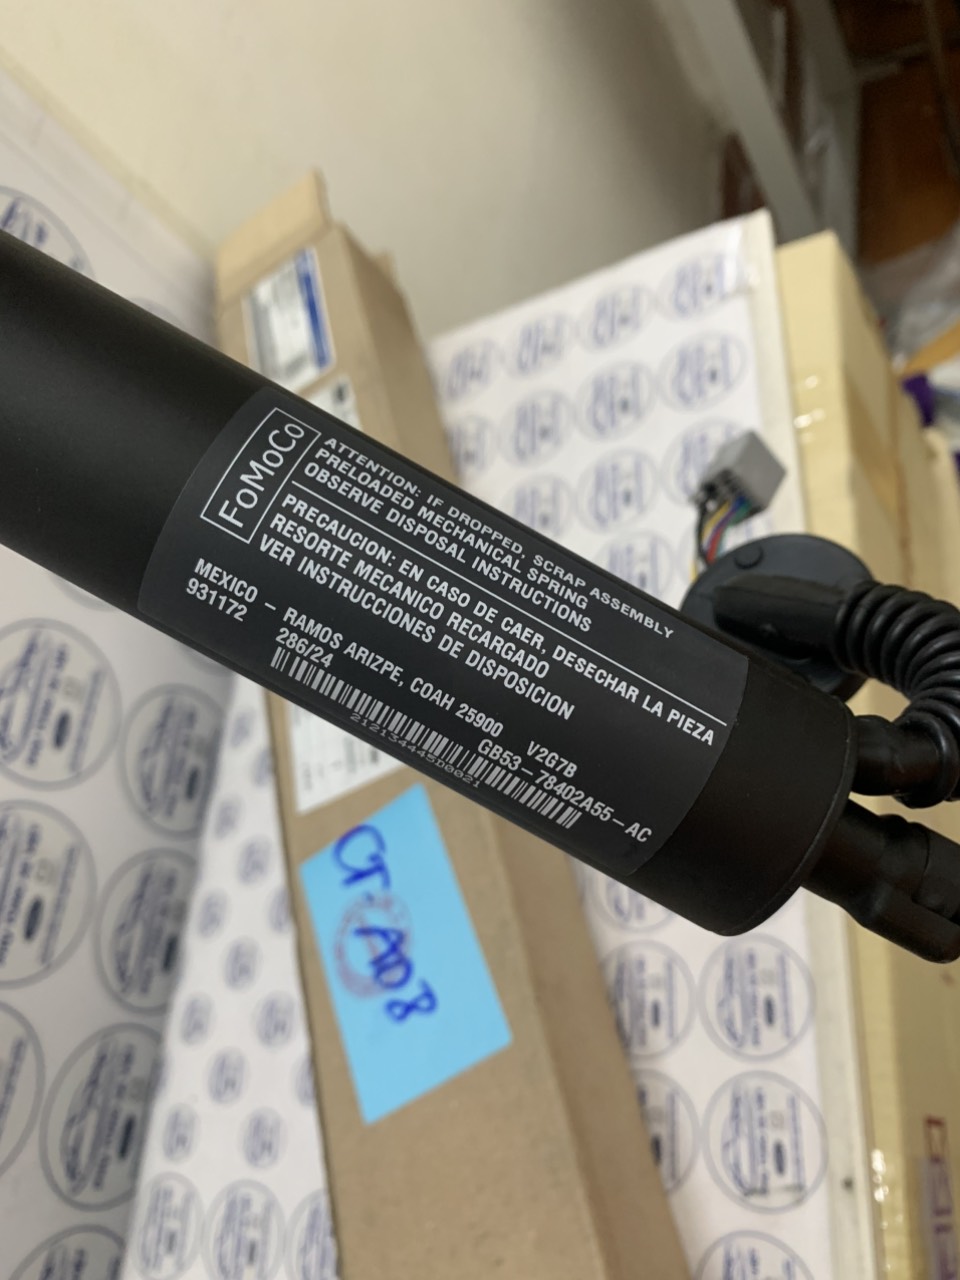 FoMoCo
ATTENTION: IF DROPPED, SCRAP ASSEMBLY
PRELOADED MECHANICAL SPRING
OBSERVE DISPOSAL INSTRUCTIONS
PRECAUCION: EN CASO DE CAER, DESECHAR LA PIEZA
RESORTE MECANICO RECARGADO
VER INSTRUCCIONES DE DISPOSICION
MEXICO - RAMOS ARIZPE, COAH 25900 V2G7B
931172 286/24 GB53-78402A55-AC
212134445D0021